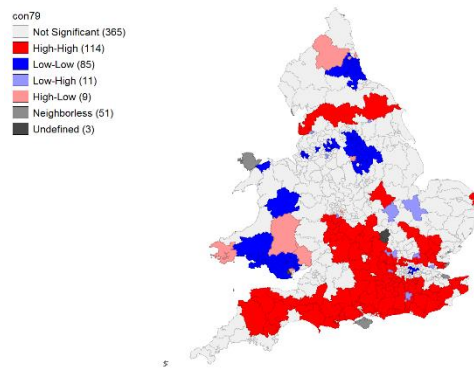 con79
Not Significant (365)
High-High (114)
Low-Low (85)
Low-High (11)
High-Low (9)
Neighborless (51)
Undefined (3)